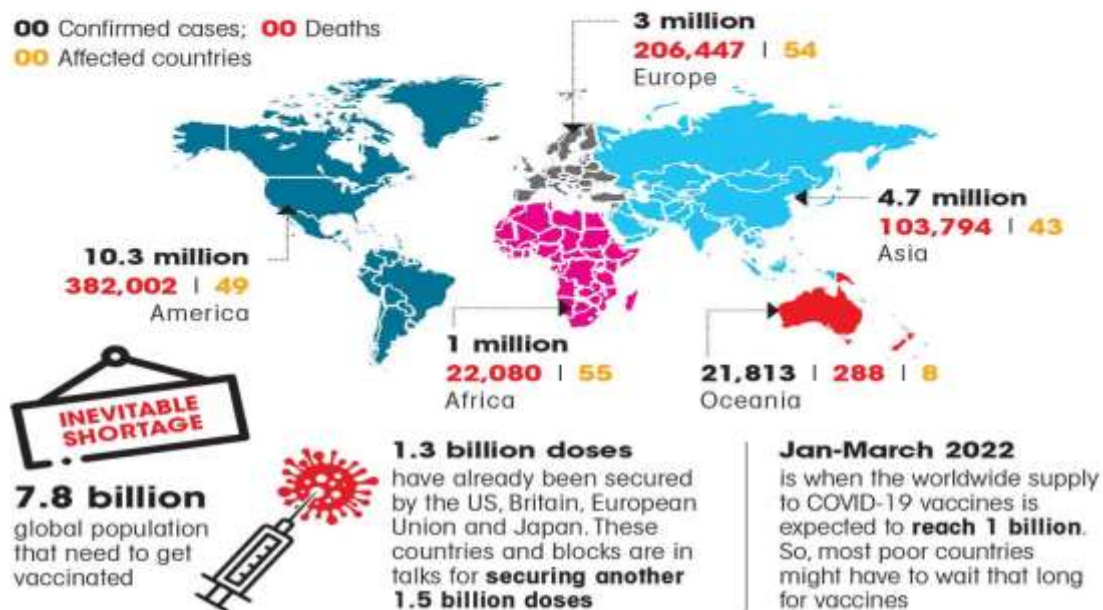 00 Confirmed cases; 00 Deaths
00 Affected countries
3 million
206,447 | 54
Europe
4.7 million
103,794 | 43
Asia
10.3 million
382,002 | 49
America
1 million
22,080 | 55
Africa
21,813 | 288 | 8
Oceania
INEVITABLE
SHORTAGE
7.8 billion
global population
that need to get
vaccinated
1.3 billion doses
have already been secured
by the US, Britain, European
Union and Japan. These
countries and blocks are in
talks for securing another
1.5 billion doses
Jan-March 2022
is when the worldwide supply
to COVID-19 vaccines is
expected to reach 1 billion.
So, most poor countries
might have to wait that long
for vaccines